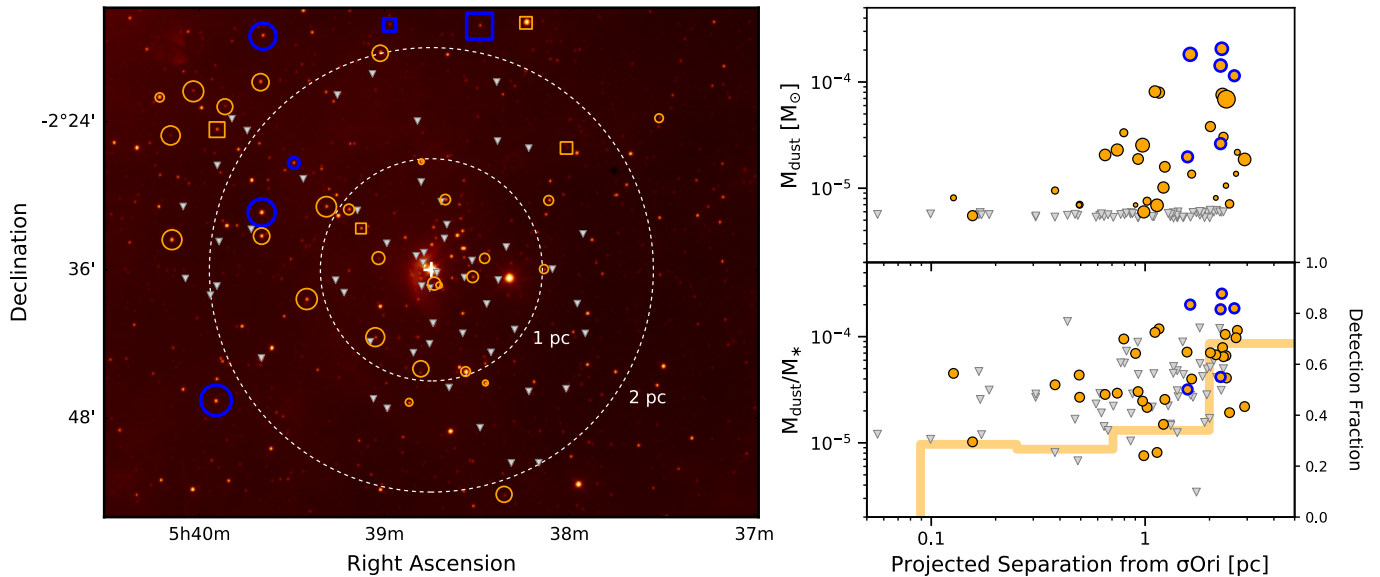 -2°24'
36'
48'
Declination
5h40m
39m
38m
37m
Right Ascension
1 pc
2 pc
10⁻⁴
10⁻⁵
M_dust [M_⊙]
10⁻⁴
10⁻⁵
M_dust/M_*
1.0
0.8
0.6
0.4
0.2
0.0
Detection Fraction
0.1
1
Projected Separation from σOri [pc]